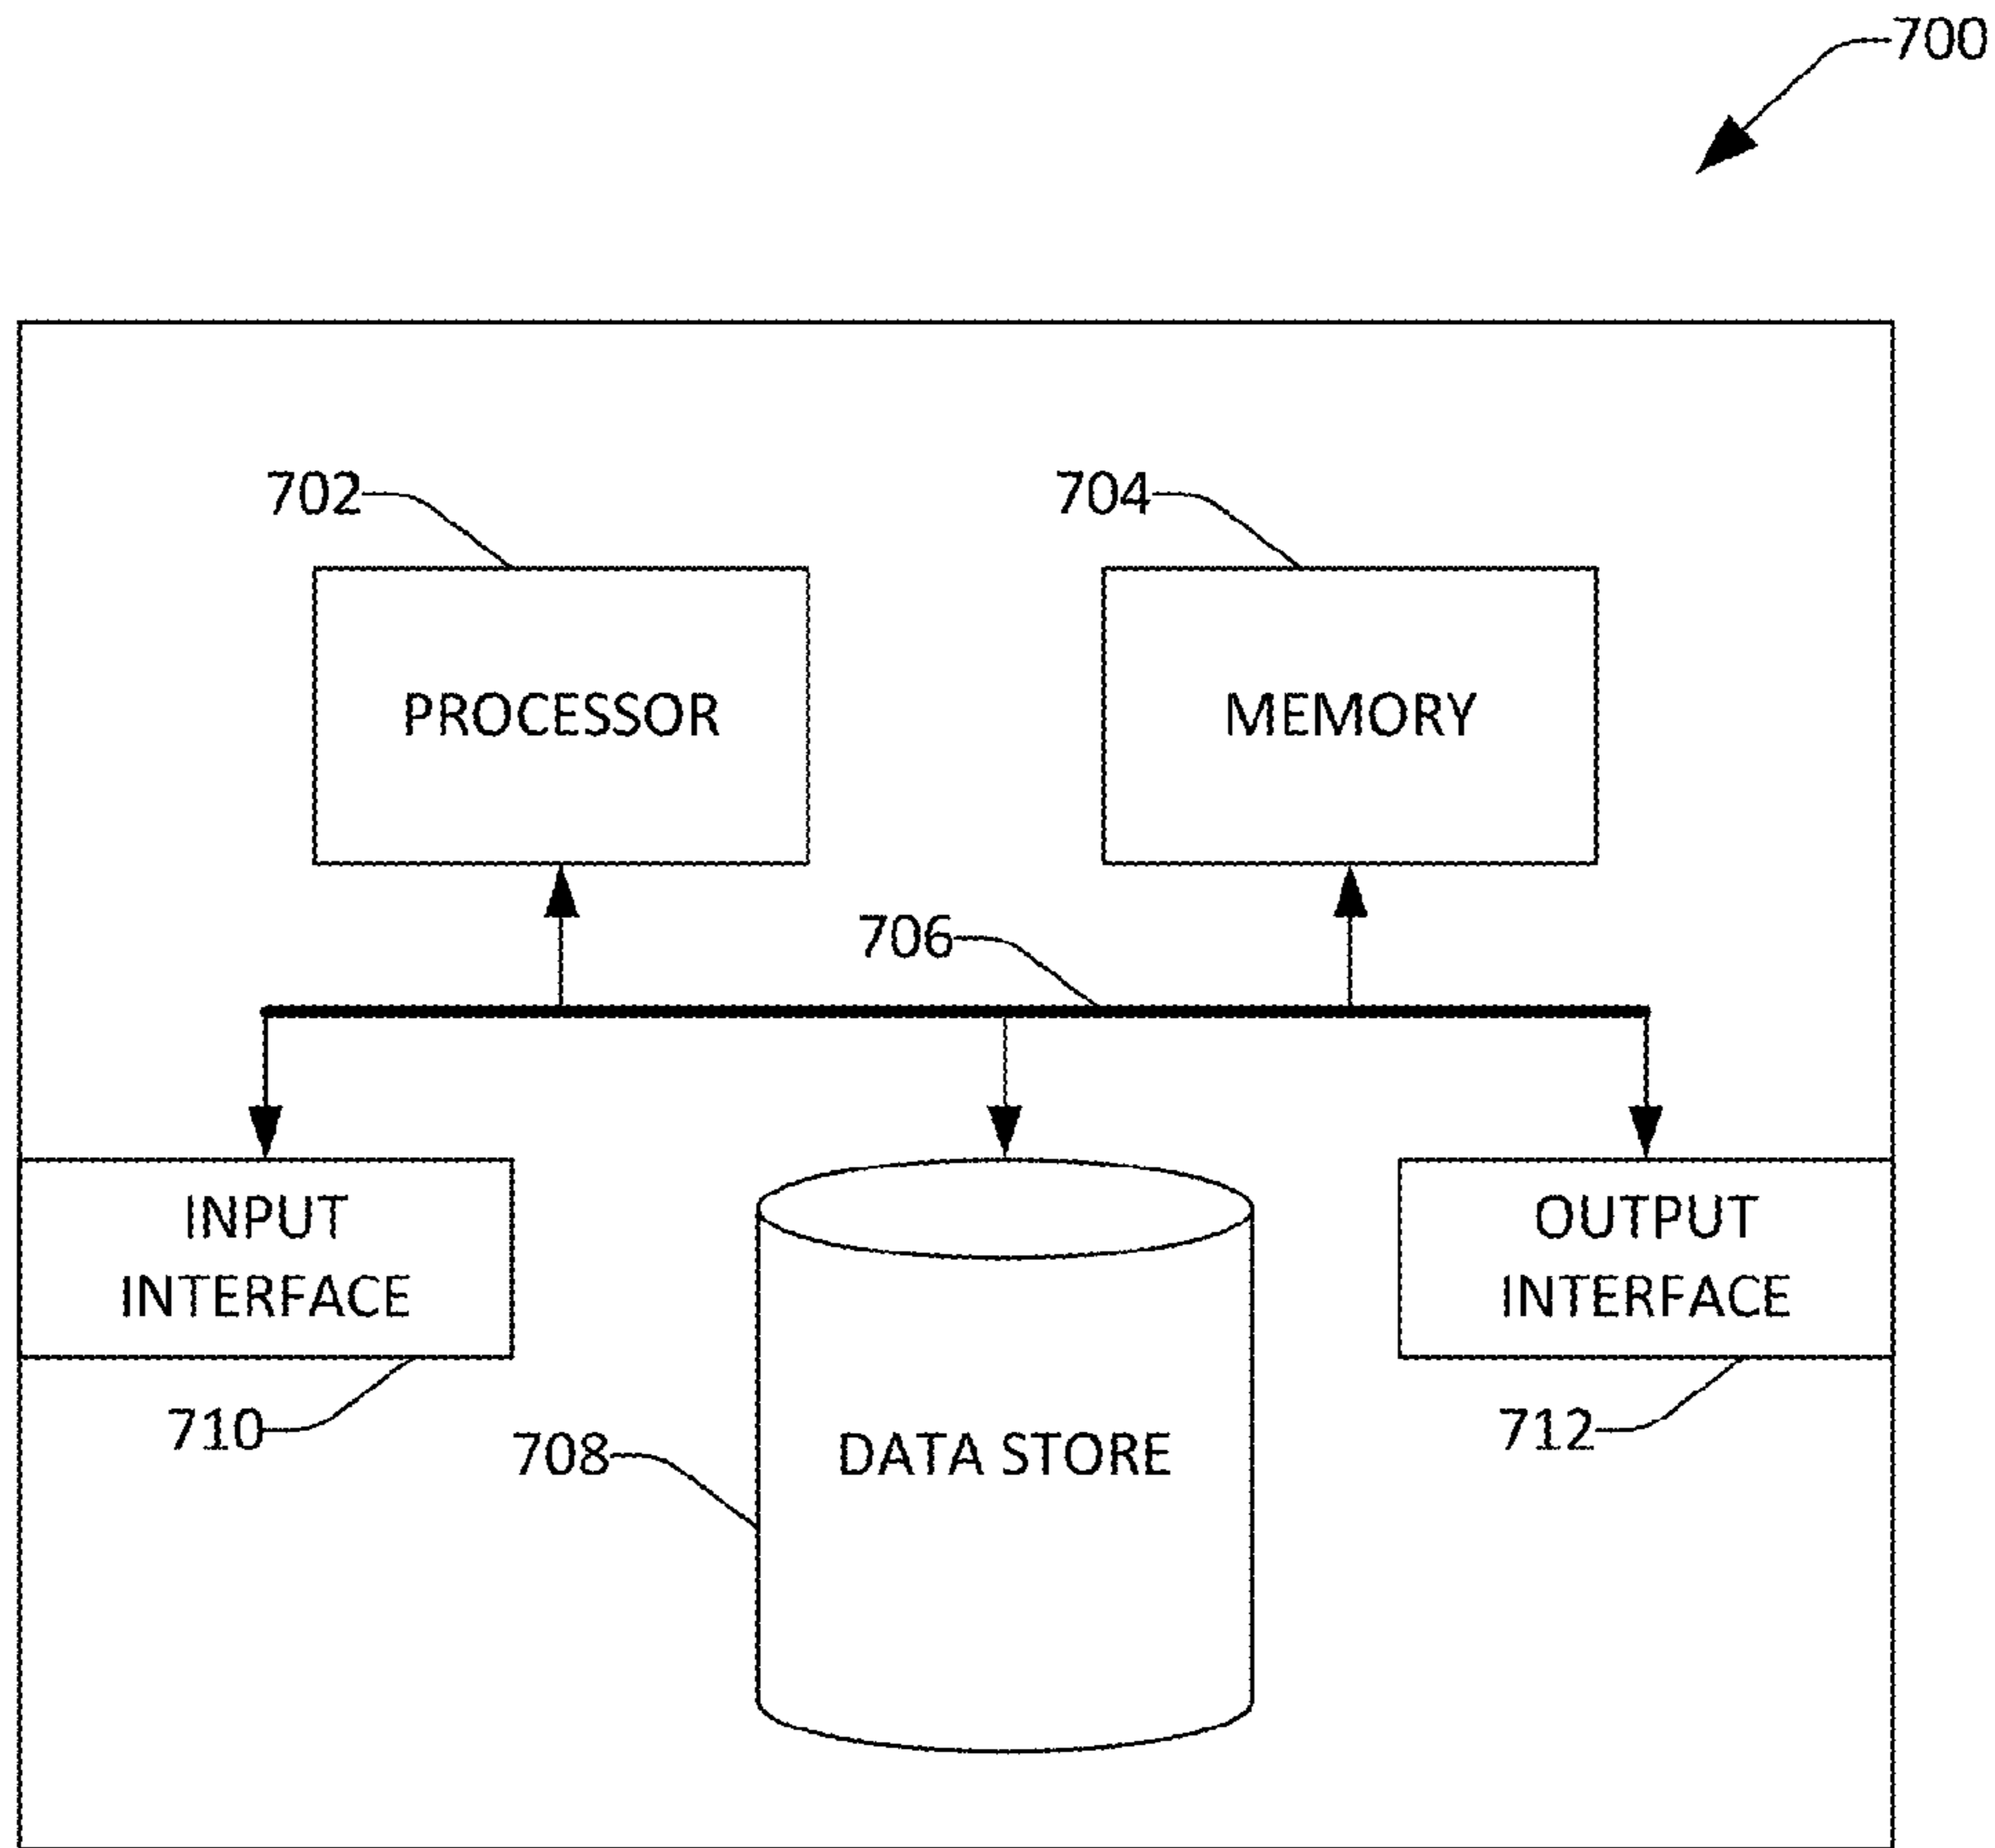 700
702
704
PROCESSOR
MEMORY
706
INPUT
INTERFACE
OUTPUT
INTERFACE
710
708
DATA STORE
712